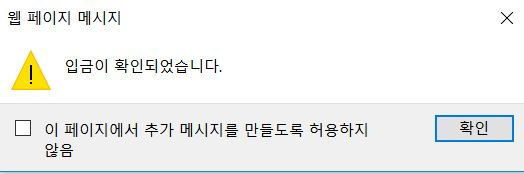 웹 페이지 메시지
입금이 확인되었습니다.
이 페이지에서 추가 메시지를 만들도록 허용하지
않음
확인